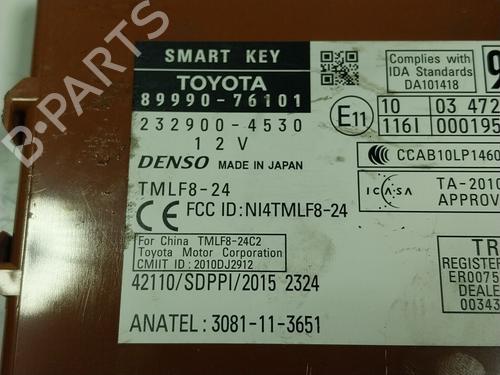 SMART KEY
TOYOTA
89990-76101
232900-4530
12V
DENSO MADE IN JAPAN
TMLF8-24
CE FCC ID: NI4TMLF8-24
For China TMLF8-24C2
Toyota Motor Corporation
CMIIT ID : 2010DJ2912
42110/SDPPI/2015 2324
ANATEL : 3081-11-3651
Complies with
IDA Standards
DA101418
E11
10 03 472
116I 000195
CCAB10LP1460
ICASA
TA-2010
APPROV
TR
REGISTER
ER0075
DEALE
00343